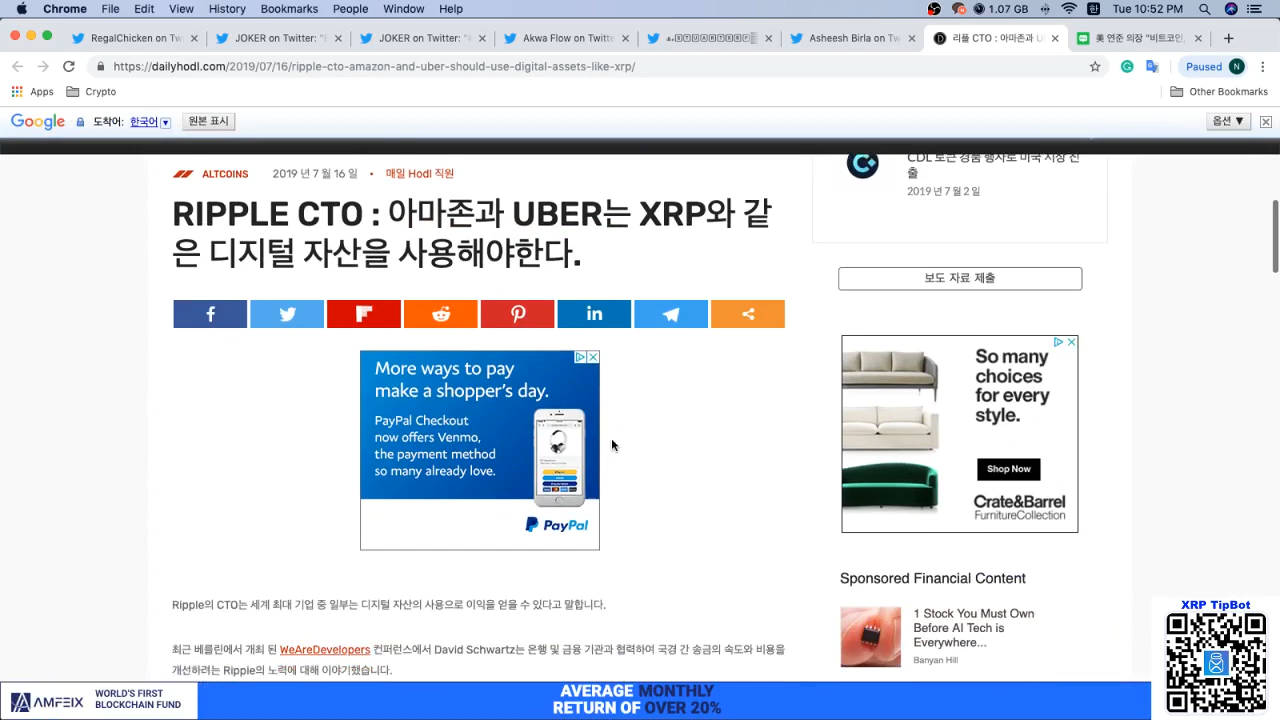 Chrome File Edit View History Bookmarks People Window Help 1.07 GB 한 Tue 10:52 PM
RegalChicken on Tw JOKER on Twitter: "E JOKER on Twitter: " Akwa Flow on Twitte Asheesh Birla on Tw 리플 CTO : 아마존과 U 美 연준 의장 "비트코인,
https://dailyhodl.com/2019/07/16/ripple-cto-amazon-and-uber-should-use-digital-assets-like-xrp/ Paused N
Apps Crypto Other Bookmarks
Google 도착어: 한국어 원본 표시 옵션 ▼
ALTCOINS 2019 년 7 월 16 일 • 매일 Hodl 직원
RIPPLE CTO : 아마존과 UBER는 XRP와 같
은 디지털 자산을 사용해야한다.
CDL 토큰 경품 행사로 미국 시장 진
출
2019 년 7 월 2 일
보도 자료 제출
More ways to pay
make a shopper's day.
PayPal Checkout
now offers Venmo,
the payment method
so many already love.
PayPal
So many
choices
for every
style.
Shop Now
Crate&Barrel
FurnitureCollection
Sponsored Financial Content
1 Stock You Must Own
Before AI Tech is
Everywhere...
Banyan Hill
Ripple의 CTO는 세계 최대 기업 중 일부는 디지털 자산의 사용으로 이익을 얻을 수 있다고 말합니다.
최근 베를린에서 개최 된 WeAreDevelopers 컨퍼런스에서 David Schwartz는 은행 및 금융 기관과 협력하여 국경 간 송금의 속도와 비용을
개선하려는 Ripple의 노력에 대해 이야기했습니다.
XRP TipBot
AMFEIX
WORLD'S FIRST
BLOCKCHAIN FUND
AVERAGE MONTHLY
RETURN OF OVER 20%